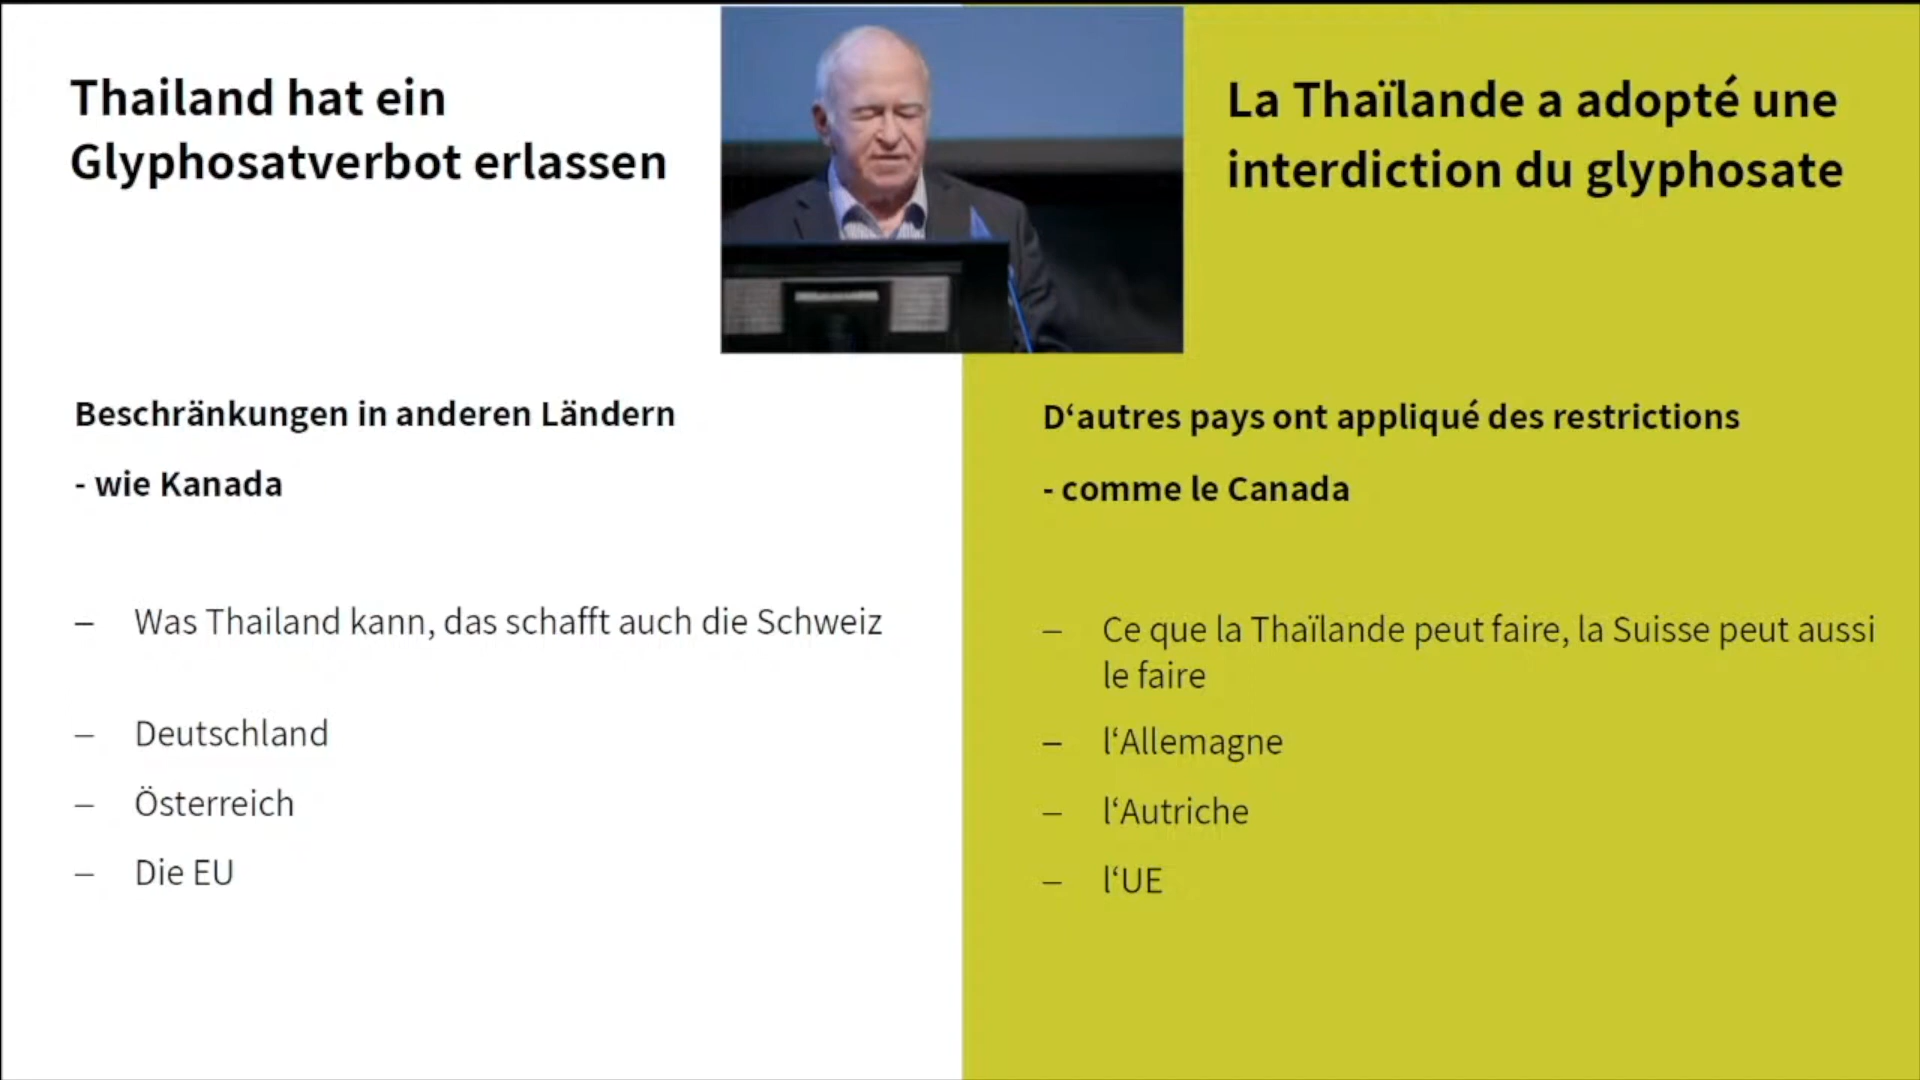 Thailand hat ein
Glyphosatverbot erlassen
Beschränkungen in anderen Ländern
- wie Kanada
– Was Thailand kann, das schafft auch die Schweiz
– Deutschland
– Österreich
– Die EU
La Thaïlande a adopté une
interdiction du glyphosate
D‘autres pays ont appliqué des restrictions
- comme le Canada
– Ce que la Thaïlande peut faire, la Suisse peut aussi
le faire
– l‘Allemagne
– l‘Autriche
– l‘UE